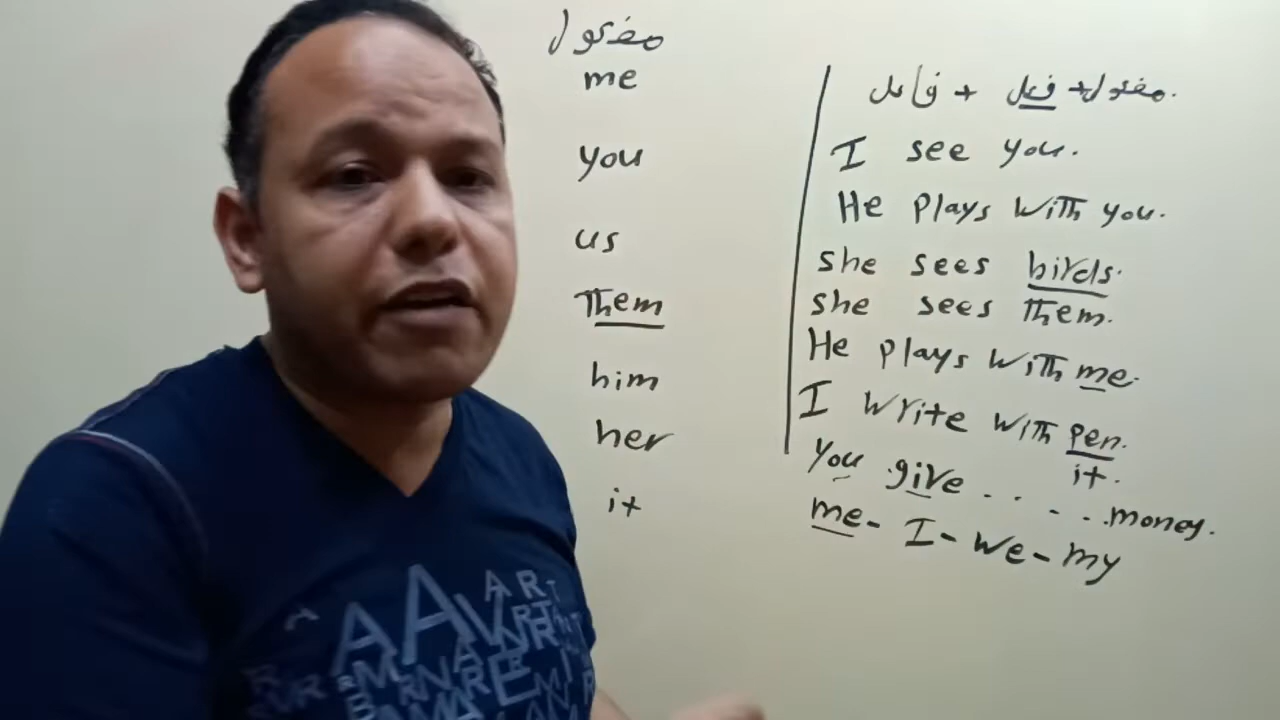 مفعول
me
you
us
Them
him
her
it
فاعل + فعل + مفعول.
I see you.
He plays with you.
she sees birds.
she sees them.
He plays with me.
I write with pen.
it.
you give .. - - . .money.
me - I - we - my